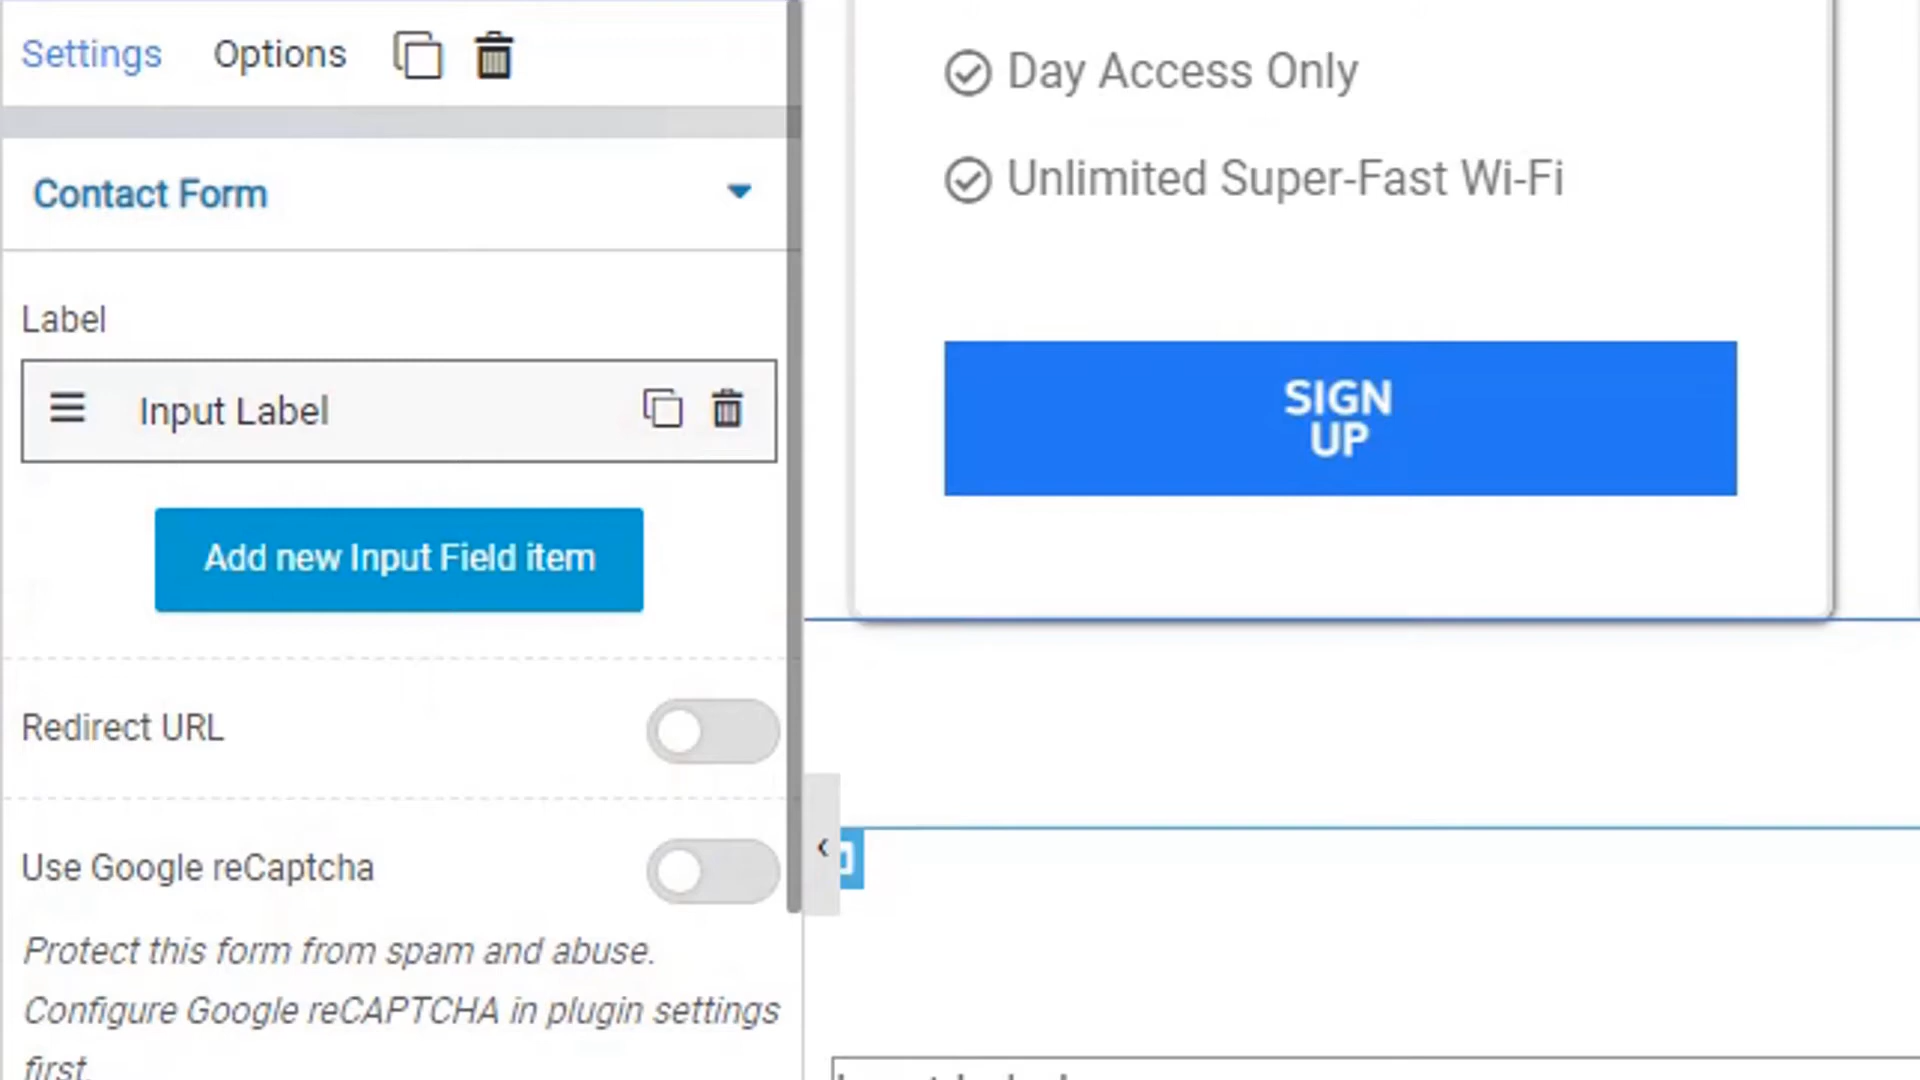 Settings
Options
Contact Form
Label
Input Label
Add new Input Field item
Redirect URL
Use Google reCaptcha
Protect this form from spam and abuse.
Configure Google reCAPTCHA in plugin settings
first.
Day Access Only
Unlimited Super-Fast Wi-Fi
SIGN
UP